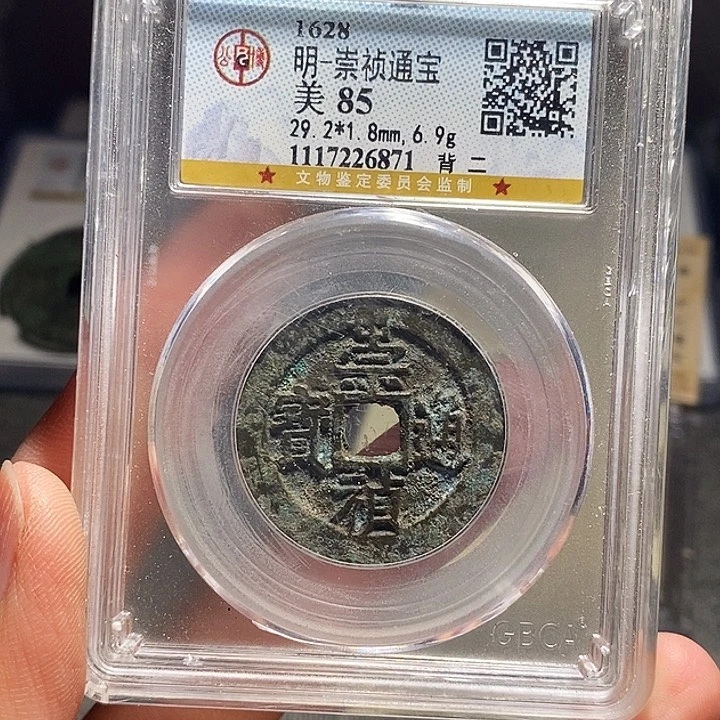 1628
明-崇祯通宝
美 85
29.2*1.8mm, 6.9g
1117226871 背 二
★ 文物鉴定委员会监制 ★
崇
寶 通
禎
GBCA